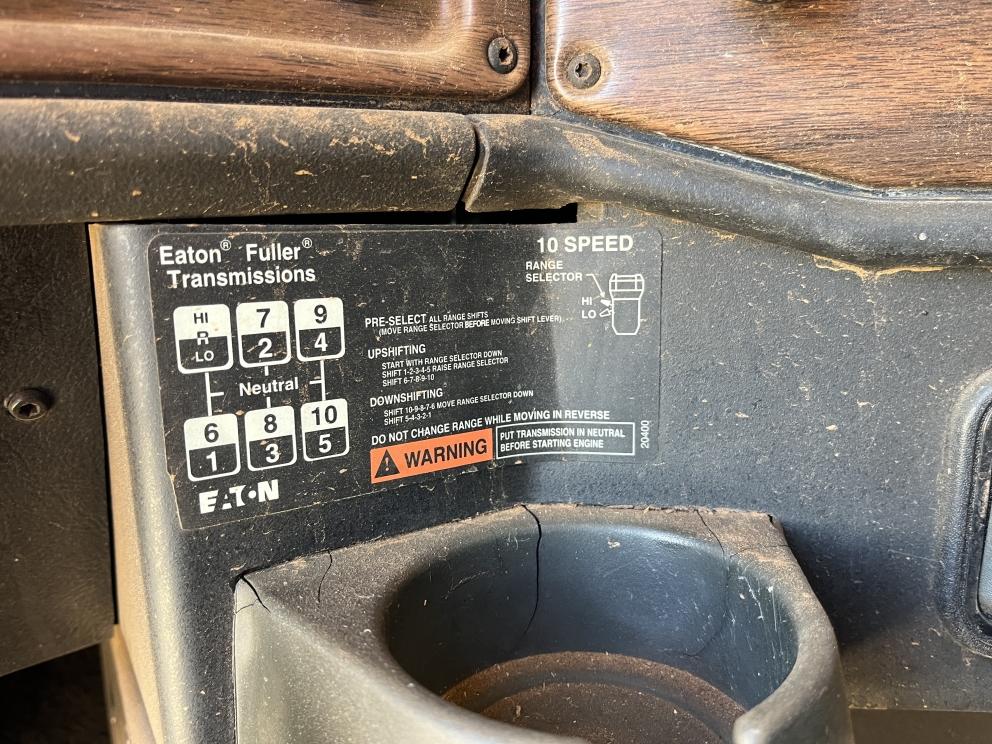 Eaton® Fuller®
Transmissions
10 SPEED
RANGE
SELECTOR
HI
LO
HI
R
LO
7
2
9
4
Neutral
6
1
8
3
10
5
PRE-SELECT ALL RANGE SHIFTS
(MOVE RANGE SELECTOR BEFORE MOVING SHIFT LEVER)
UPSHIFTING
START WITH RANGE SELECTOR DOWN
SHIFT 1-2-3-4-5 RAISE RANGE SELECTOR
SHIFT 6-7-8-9-10
DOWNSHIFTING
SHIFT 10-9-8-7-6 MOVE RANGE SELECTOR DOWN
SHIFT 5-4-3-2-1
DO NOT CHANGE RANGE WHILE MOVING IN REVERSE
WARNING
PUT TRANSMISSION IN NEUTRAL
BEFORE STARTING ENGINE
20400
EATON